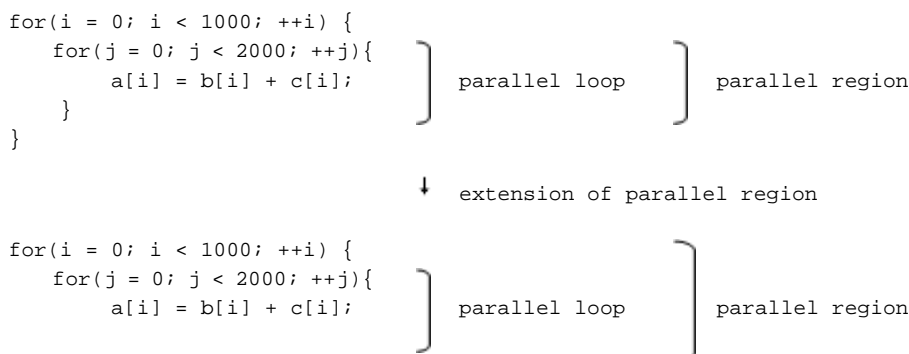 for(i = 0; i < 1000; ++i) {
for(j = 0; j < 2000; ++j){
a[i] = b[i] + c[i]; parallel loop parallel region
}
}
↓ extension of parallel region
for(i = 0; i < 1000; ++i) {
for(j = 0; j < 2000; ++j){
a[i] = b[i] + c[i]; parallel loop parallel region